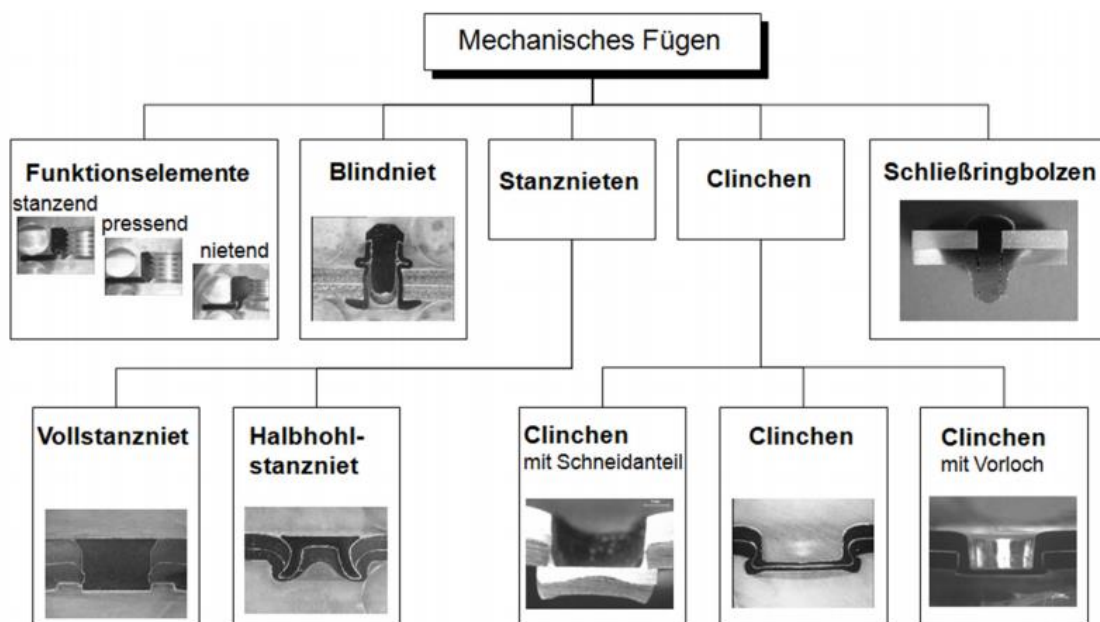 Mechanisches Fügen
Funktionselemente
stanzend
pressend
nietend
Blindniet
Stanznieten
Clinchen
Schließringbolzen
Vollstanzniet
Halbhohl-
stanzniet
Clinchen
mit Schneidanteil
Clinchen
Clinchen
mit Vorloch